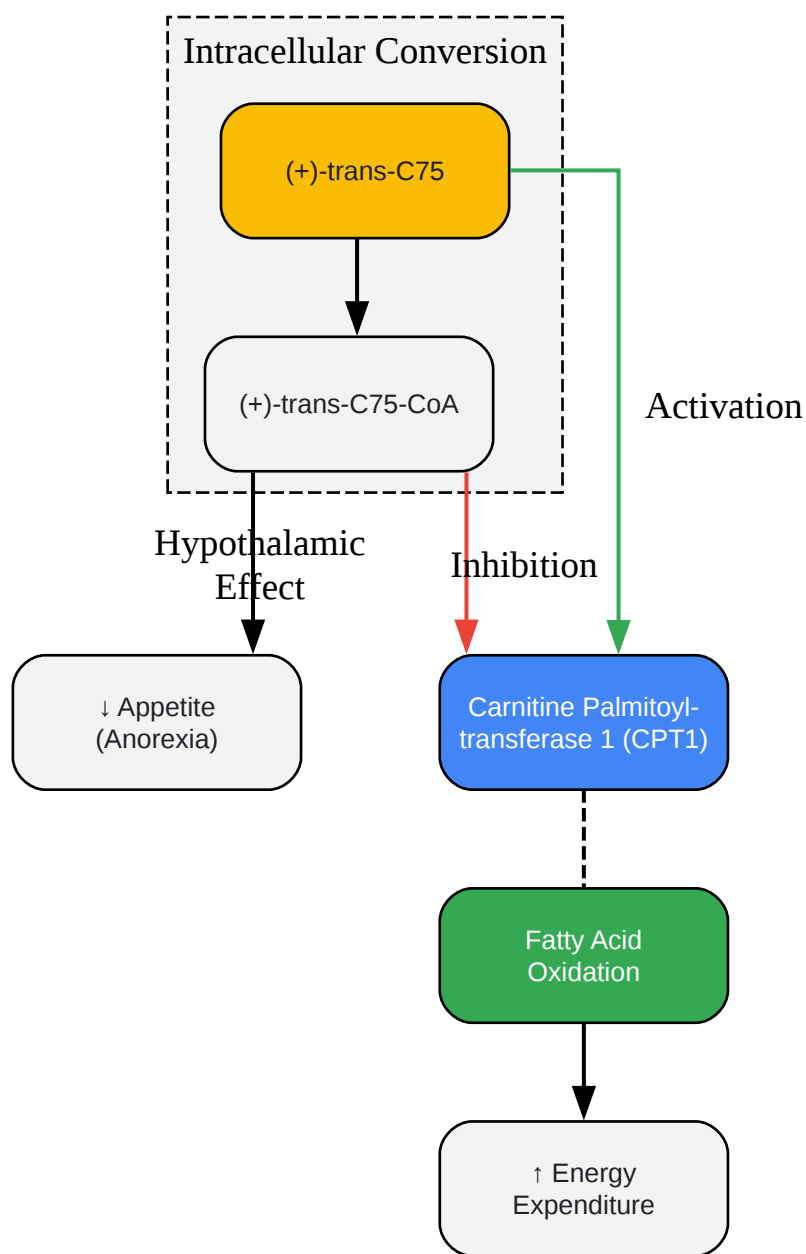 Intracellular Conversion
(+)-trans-C75
(+)-trans-C75-CoA
Activation
Hypothalamic
Effect
Inhibition
↓ Appetite
(Anorexia)
Carnitine Palmitoyl-
transferase 1 (CPT1)
Fatty Acid
Oxidation
↑ Energy
Expenditure